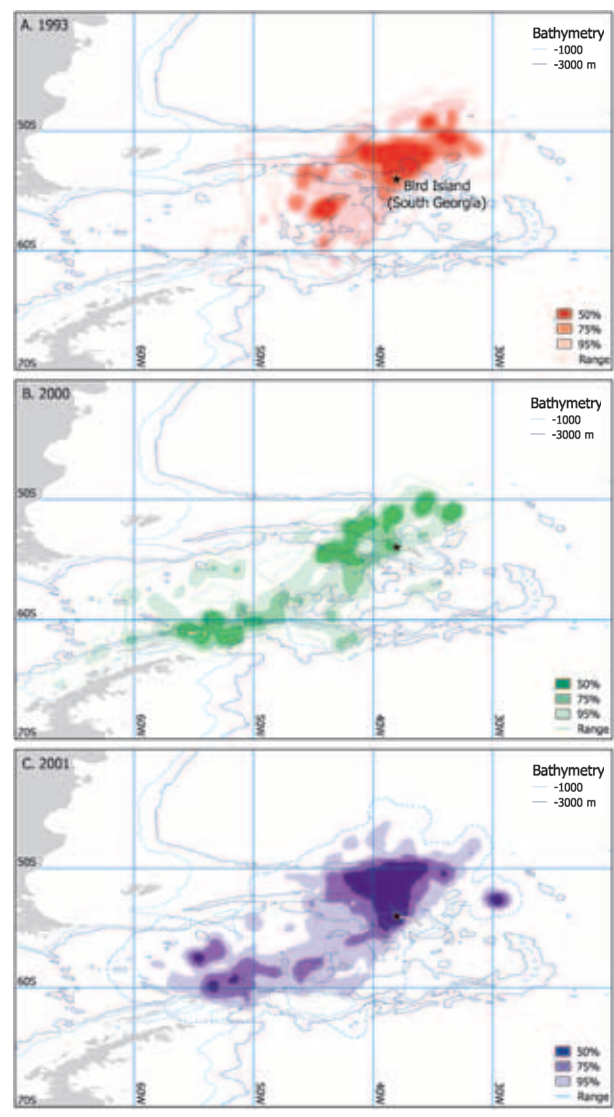 A. 1993
Bathymetry
-1000
-3000 m
50S
Bird Island
(South Georgia)
60S
50%
75%
95%
Range
70S
60W
50W
40W
30W
B. 2000
Bathymetry
-1000
-3000 m
50S
60S
50%
75%
95%
Range
70S
60W
50W
40W
30W
C. 2001
Bathymetry
-1000
-3000 m
50S
60S
50%
75%
95%
Range
70S
60W
50W
40W
30W